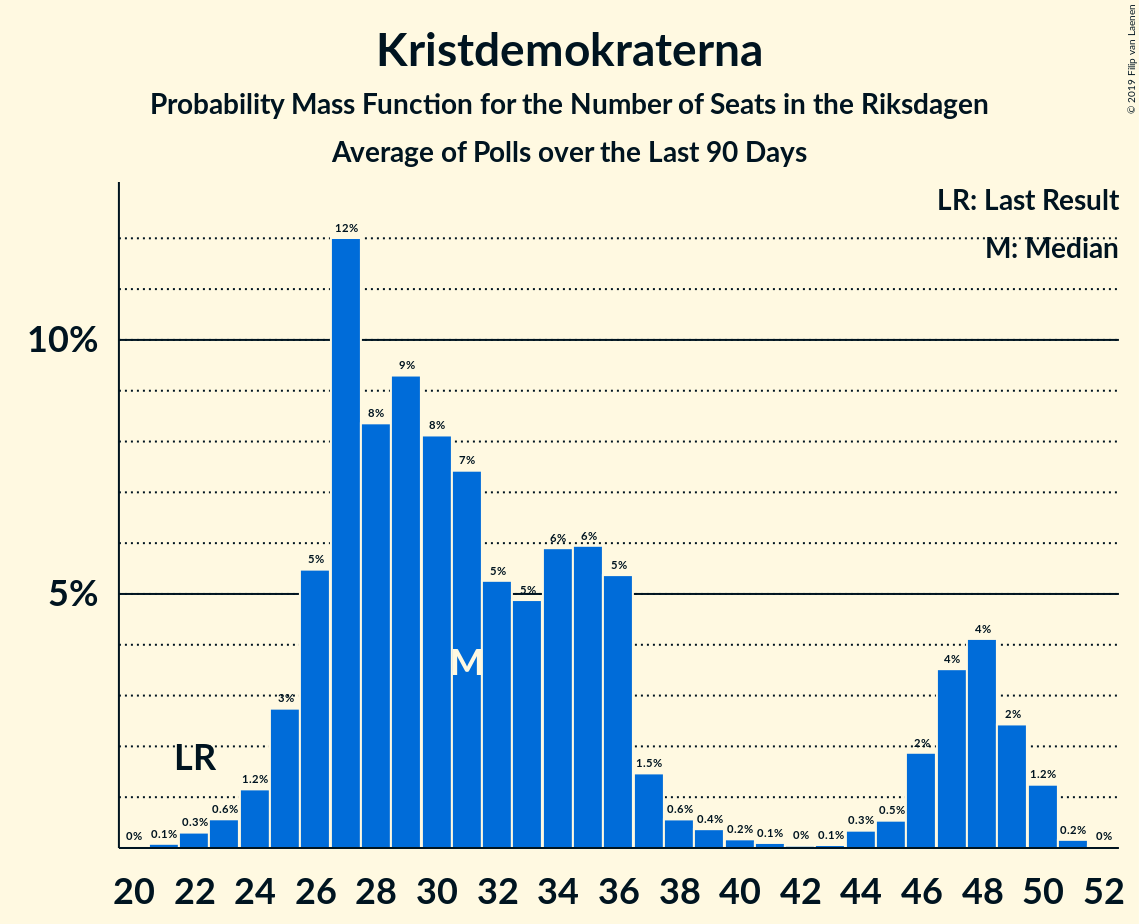 © 2019 Filip van Laenen
Kristdemokraterna
Probability Mass Function for the Number of Seats in the Riksdagen
Average of Polls over the Last 90 Days
LR: Last Result
M: Median
10%
5%
0% 0.1% 0.3% 0.6% 1.2% 3% 5% 12% 8% 9% 8% 7% 5% 5% 6% 6% 5% 1.5% 0.6% 0.4% 0.2% 0.1% 0% 0.1% 0.3% 0.5% 2% 4% 4% 2% 1.2% 0.2% 0%
LR
M
20 22 24 26 28 30 32 34 36 38 40 42 44 46 48 50 52